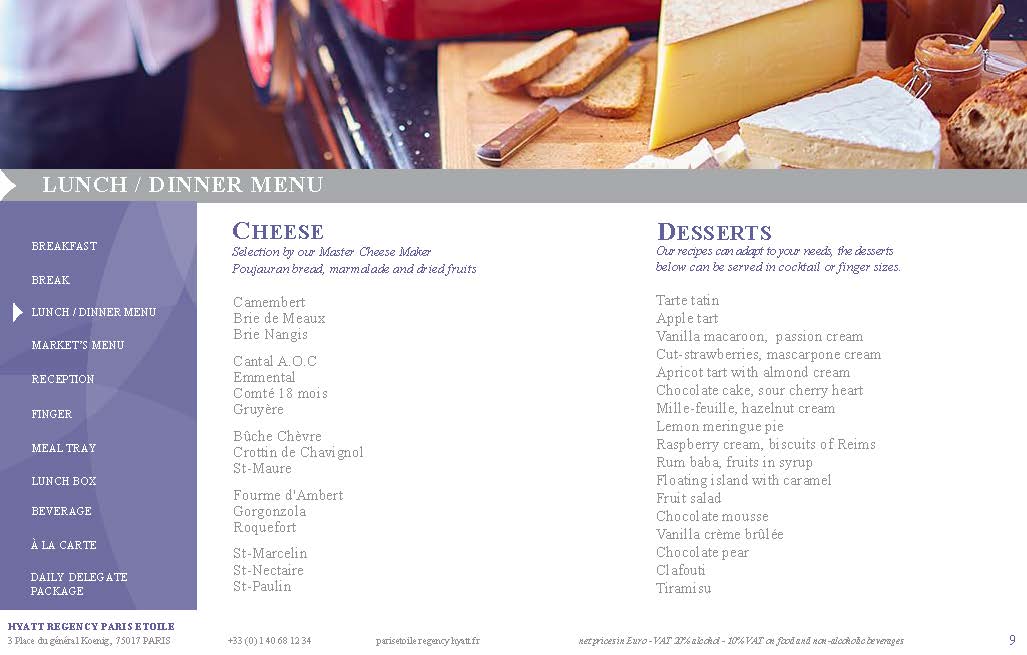 LUNCH / DINNER MENU
BREAKFAST
BREAK
LUNCH / DINNER MENU
MARKET'S MENU
RECEPTION
FINGER
MEAL TRAY
LUNCH BOX
BEVERAGE
À LA CARTE
DAILY DELEGATE
PACKAGE
CHEESE
Selection by our Master Cheese Maker
Poujauran bread, marmalade and dried fruits
Camembert
Brie de Meaux
Brie Nangis
Cantal A.O.C
Emmental
Comté 18 mois
Gruyère
Bûche Chèvre
Crottin de Chavignol
St-Maure
Fourme d'Ambert
Gorgonzola
Roquefort
St-Marcelin
St-Nectaire
St-Paulin
DESSERTS
Our recipes can adapt to your needs, the desserts
below can be served in cocktail or finger sizes.
Tarte tatin
Apple tart
Vanilla macaroon, passion cream
Cut-strawberries, mascarpone cream
Apricot tart with almond cream
Chocolate cake, sour cherry heart
Mille-feuille, hazelnut cream
Lemon meringue pie
Raspberry cream, biscuits of Reims
Rum baba, fruits in syrup
Floating island with caramel
Fruit salad
Chocolate mousse
Vanilla crème brûlée
Chocolate pear
Clafouti
Tiramisu
HYATT REGENCY PARIS ETOILE
3 Place du général Koenig, 75017 PARIS
+33 (0) 1 40 68 12 34
parisetoile.regency.hyatt.fr
net prices in Euro - VAT 20% alcohol - 10% VAT on food and non-alcoholic beverages
9